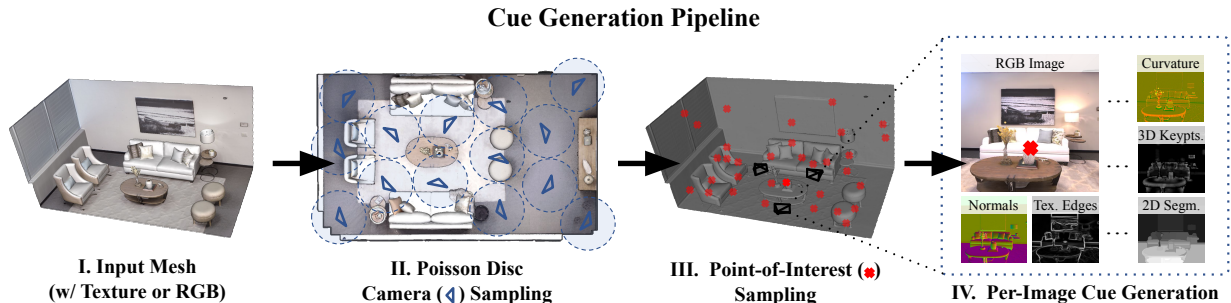 Cue Generation Pipeline
RGB Image
Curvature
...
3D Keypts.
...
Normals
Tex. Edges
2D Segm.
...
I. Input Mesh
(w/ Texture or RGB)
II. Poisson Disc
Camera ( ) Sampling
III. Point-of-Interest ( )
Sampling
IV. Per-Image Cue Generation